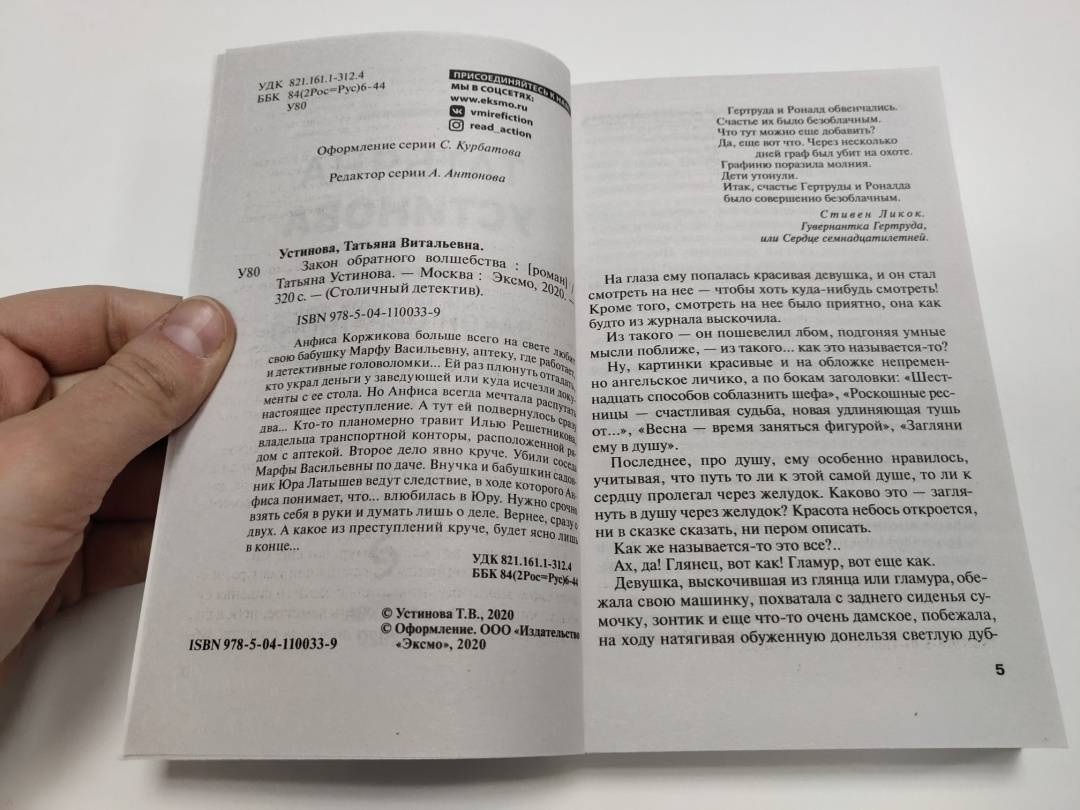 УДК 821.161.1-312.4
ББК 84(2Рос=Рус)6-44
У80
ПРИСОЕДИНЯЙТЕСЬ К
МЫ В СОЦСЕТЯХ:
www.eksmo.ru
vmirefiction
read_action
Оформление серии С. Курбатова
Редактор серии А. Антонова
Устинова, Татьяна Витальевна.
У80
Закон обратного волшебства : [роман] /
Татьяна Устинова. — Москва : Эксмо, 2020. —
320 с. — (Столичный детектив).
ISBN 978-5-04-110033-9
Анфиса Коржикова больше всего на свете любит
свою бабушку Марфу Васильевну, аптеку, где работает,
и детективные головоломки... Ей раз плюнуть отгадать,
кто украл деньги у заведующей или куда исчезли доку-
менты с ее стола. Но Анфиса всегда мечтала распутать
настоящее преступление. А тут ей подвернулось сразу
два... Кто-то планомерно травит Илью Решетникова,
владельца транспортной конторы, расположенной ря-
дом с аптекой. Второе дело явно круче. Убили соседа
Марфы Васильевны по даче. Внучка и бабушкин садов-
ник Юра Латышев ведут следствие, в ходе которого Ан-
фиса понимает, что... влюбилась в Юру. Нужно срочно
взять себя в руки и думать лишь о деле. Вернее, сразу о
двух. А какое из преступлений круче, будет ясно лишь
в конце...
УДК 821.161.1-312.4
ББК 84(2Рос=Рус)6-44
© Устинова Т.В., 2020
© Оформление. ООО «Издательство
«Эксмо», 2020
ISBN 978-5-04-110033-9
Гертруда и Роналд обвенчались.
Счастье их было безоблачным.
Что тут можно еще добавить?
Да, еще вот что. Через несколько
дней граф был убит на охоте.
Графиню поразила молния.
Дети утонули.
Итак, счастье Гертруды и Роналда
было совершенно безоблачным.
Стивен Ликок.
Гувернантка Гертруда,
или Сердце семнадцатилетней.
На глаза ему попалась красивая девушка, и он стал
смотреть на нее — чтобы хоть куда-нибудь смотреть!
Кроме того, смотреть на нее было приятно, она как
будто из журнала выскочила.
Из такого — он пошевелил лбом, подгоняя умные
мысли поближе, — из такого... как это называется-то?
Ну, картинки красивые и на обложке непремен-
но ангельское личико, а по бокам заголовки: «Шест-
надцать способов соблазнить шефа», «Роскошные рес-
ницы — счастливая судьба, новая удлиняющая тушь
от...», «Весна — время заняться фигурой», «Загляни
ему в душу».
Последнее, про душу, ему особенно нравилось,
учитывая, что путь то ли к этой самой душе, то ли к
сердцу пролегал через желудок. Каково это — загля-
нуть в душу через желудок? Красота небось откроется,
ни в сказке сказать, ни пером описать.
Как же называется-то это все?..
Ах, да! Глянец, вот как! Гламур, вот еще как.
Девушка, выскочившая из глянца или гламура, обе-
жала свою машинку, похватала с заднего сиденья су-
мочку, зонтик и еще что-то очень дамское, побежала,
на ходу натягивая обуженную донельзя светлую дуб-
5